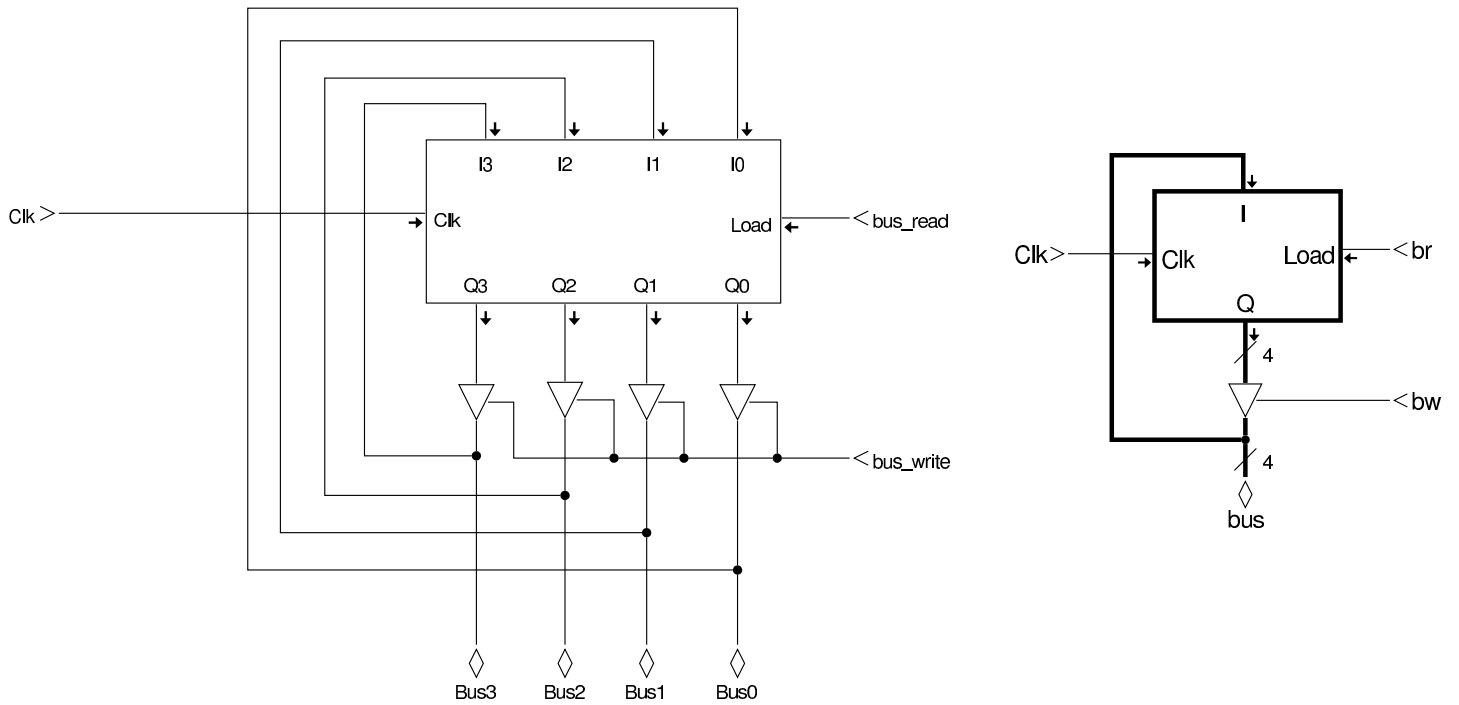 I3 I2 I1 I0
Clk Clk Load bus_read
Q3 Q2 Q1 Q0
bus_write
Bus3 Bus2 Bus1 Bus0
I
Clk Clk Load br
Q
4
bw
4
bus